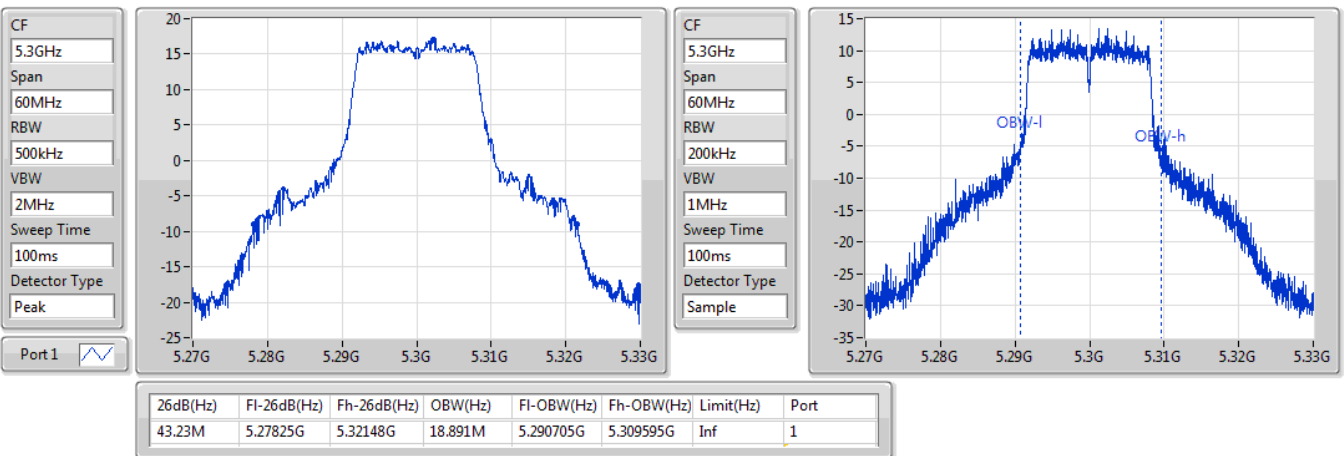 CF
5.3GHz
Span
60MHz
RBW
500kHz
VBW
2MHz
Sweep Time
100ms
Detector Type
Peak
Port 1
20
15
10
5
0
-5
-10
-15
-20
-25
5.27G 5.28G 5.29G 5.3G 5.31G 5.32G 5.33G
CF
5.3GHz
Span
60MHz
RBW
200kHz
VBW
1MHz
Sweep Time
100ms
Detector Type
Sample
15
10
5
0
-5
-10
-15
-20
-25
-30
-35
OBW-l
OBW-h
5.27G 5.28G 5.29G 5.3G 5.31G 5.32G 5.33G
26dB(Hz) Fl-26dB(Hz) Fh-26dB(Hz) OBW(Hz) Fl-OBW(Hz) Fh-OBW(Hz) Limit(Hz) Port
43.23M 5.27825G 5.32148G 18.891M 5.290705G 5.309595G Inf 1